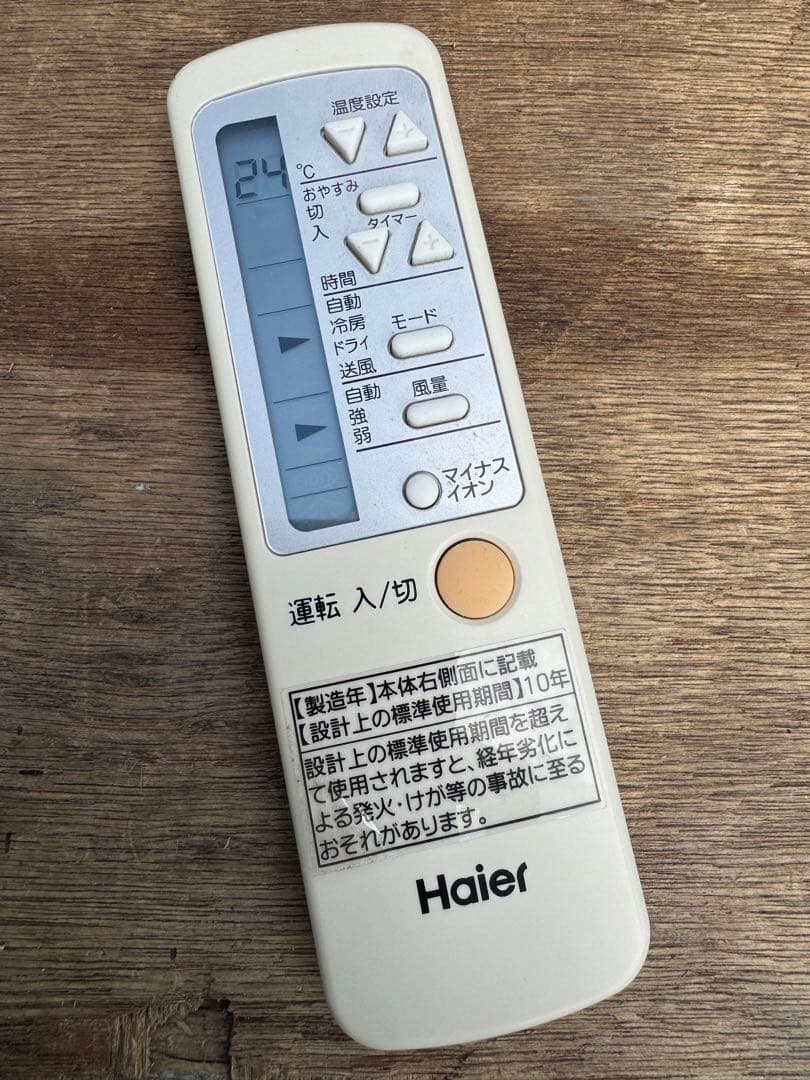 温度設定
− +
24 ℃
おやすみ
切
入
タイマー
− +
時間
自動
冷房
ドライ
送風
モード
自動
強
弱
風量
マイナス
イオン
運転 入/切
【製造年】本体右側面に記載
【設計上の標準使用期間】10年
設計上の標準使用期間を超え
て使用されますと、経年劣化に
よる発火・けが等の事故に至る
おそれがあります。
Haier